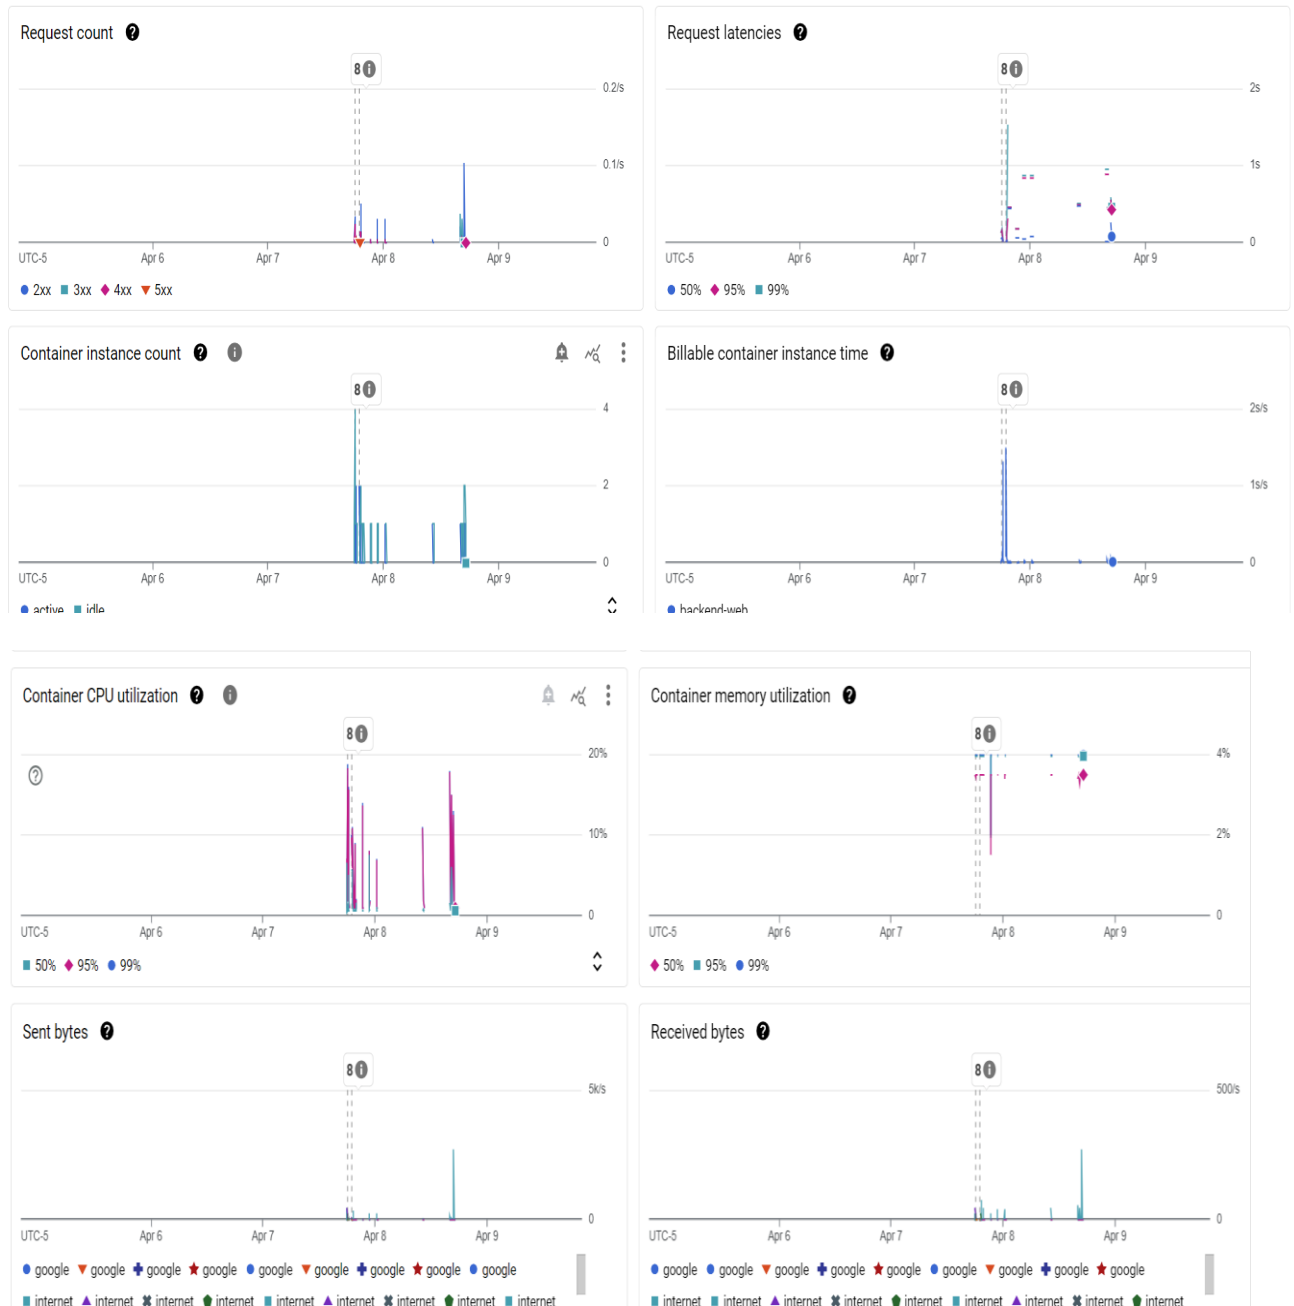 Request count
8
0.2/s
0.1/s
0
UTC-5 Apr 6 Apr 7 Apr 8 Apr 9
2xx 3xx 4xx 5xx
Request latencies
8
2s
1s
0
UTC-5 Apr 6 Apr 7 Apr 8 Apr 9
50% 95% 99%
Container instance count
8
4
2
0
UTC-5 Apr 6 Apr 7 Apr 8 Apr 9
active idle
Billable container instance time
8
2s/s
1s/s
0
UTC-5 Apr 6 Apr 7 Apr 8 Apr 9
backend-web
Container CPU utilization
8
20%
10%
0
UTC-5 Apr 6 Apr 7 Apr 8 Apr 9
50% 95% 99%
Container memory utilization
8
4%
2%
0
UTC-5 Apr 6 Apr 7 Apr 8 Apr 9
50% 95% 99%
Sent bytes
8
5k/s
0
UTC-5 Apr 6 Apr 7 Apr 8 Apr 9
google google google google google google google google google
internet internet internet internet internet internet internet internet internet
Received bytes
8
500/s
0
UTC-5 Apr 6 Apr 7 Apr 8 Apr 9
google google google google google google google google google
internet internet internet internet internet internet internet internet internet